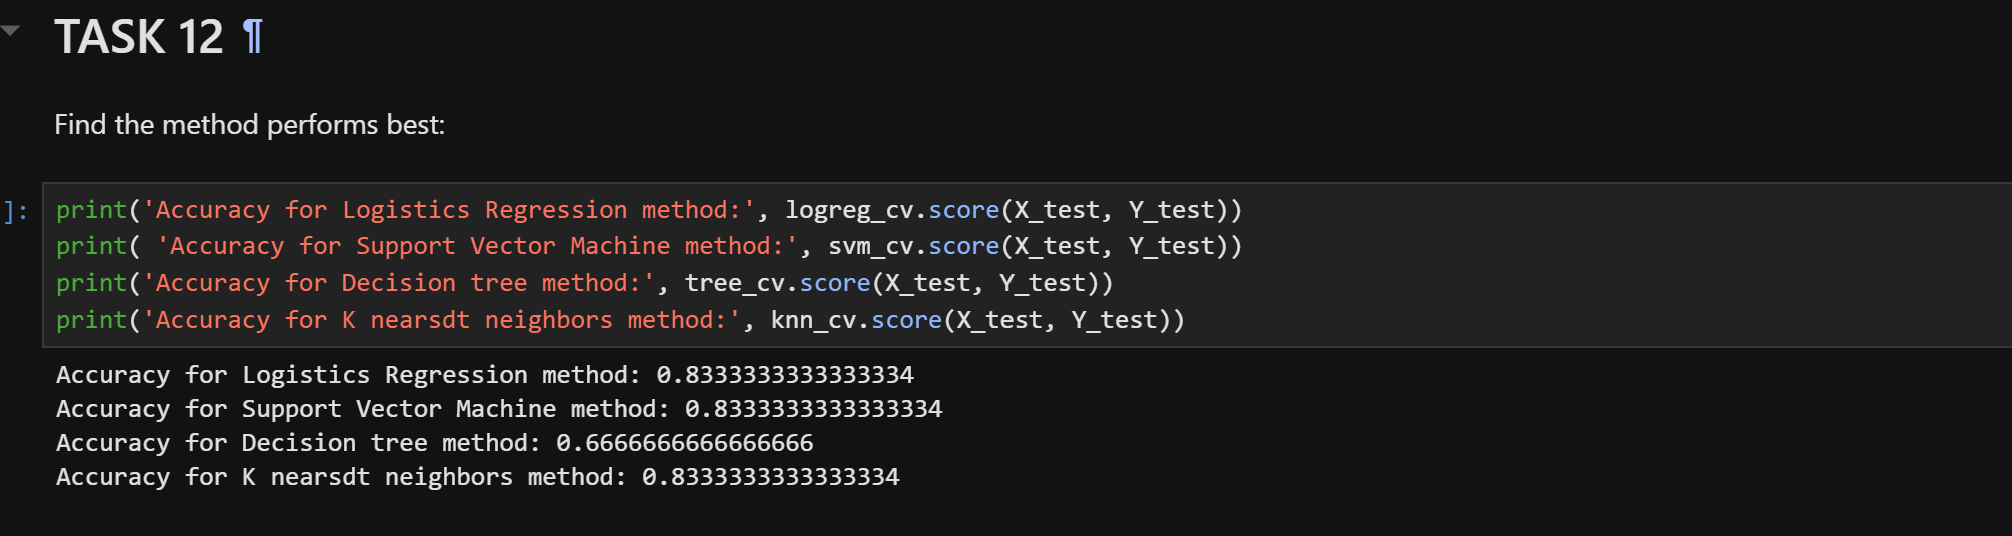 TASK 12 ¶
Find the method performs best:
]:
print('Accuracy for Logistics Regression method:', logreg_cv.score(X_test, Y_test))
print( 'Accuracy for Support Vector Machine method:', svm_cv.score(X_test, Y_test))
print('Accuracy for Decision tree method:', tree_cv.score(X_test, Y_test))
print('Accuracy for K nearsdt neighbors method:', knn_cv.score(X_test, Y_test))
Accuracy for Logistics Regression method: 0.8333333333333334
Accuracy for Support Vector Machine method: 0.8333333333333334
Accuracy for Decision tree method: 0.6666666666666666
Accuracy for K nearsdt neighbors method: 0.8333333333333334